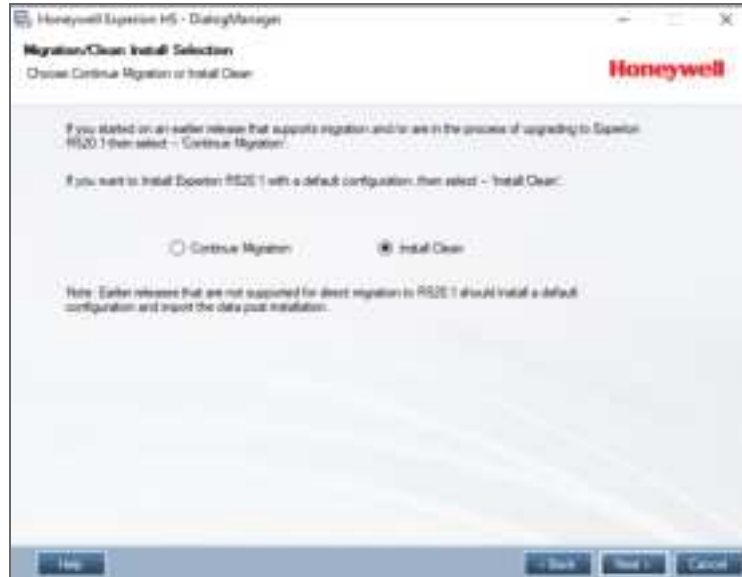 Honeywell Experion HS - DialogManager
Migration/Clean Install Selection
Choose Continue Migration or Install Clean
Honeywell
If you started on an earlier release that supports migration and/or are in the process of upgrading to Experion
R520.1 then select - 'Continue Migration'.
If you want to Install Experion R520.1 with a default configuration, then select - 'Install Clean'.
Continue Migration
Install Clean
Note: Earlier releases that are not supported for direct migration to R520.1 should install a default
configuration and import the data post installation.
Help
< Back
Next >
Cancel